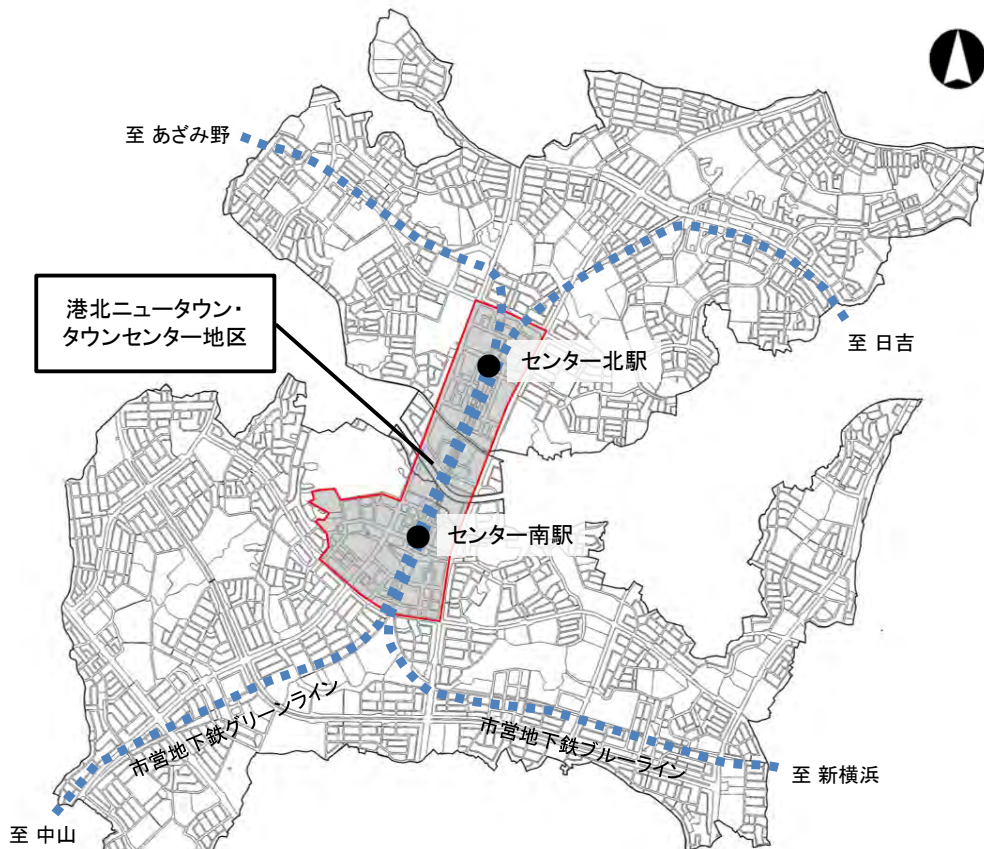 至 あざみ野
港北ニュータウン・
タウンセンター地区
至 日吉
センター北駅
センター南駅
市営地下鉄グリーンライン
市営地下鉄ブルーライン
至 新横浜
至 中山